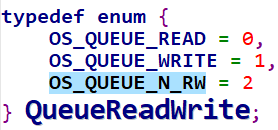 typedef enum {
OS_QUEUE_READ = 0,
OS_QUEUE_WRITE = 1,
OS_QUEUE_N_RW = 2
} QueueReadWrite;